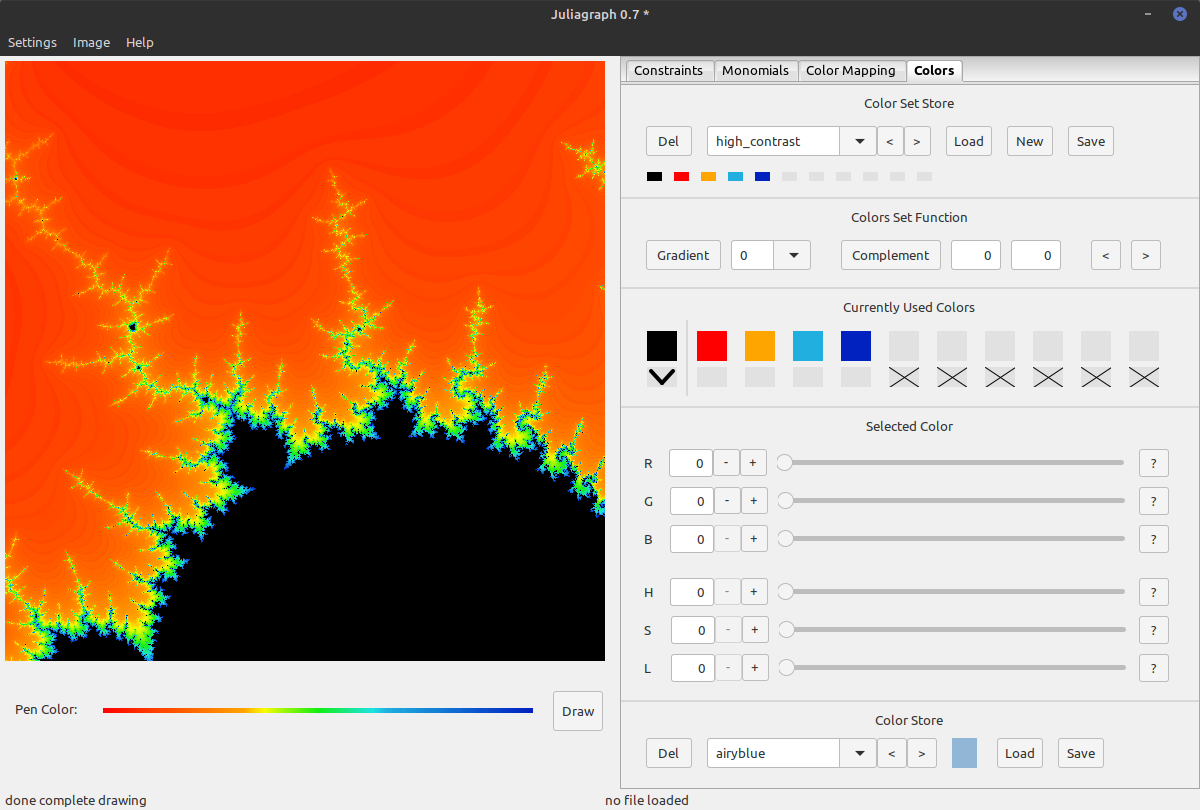 Juliagraph 0.7 *
Settings Image Help
Constraints Monomials Color Mapping Colors
Color Set Store
Del high_contrast < > Load New Save
Colors Set Function
Gradient 0 Complement 0 0 < >
Currently Used Colors
Selected Color
R 0 - + ?
G 0 - + ?
B 0 - + ?
H 0 - + ?
S 0 - + ?
L 0 - + ?
Pen Color: Draw
Color Store
Del airyblue < > Load Save
done complete drawing no file loaded